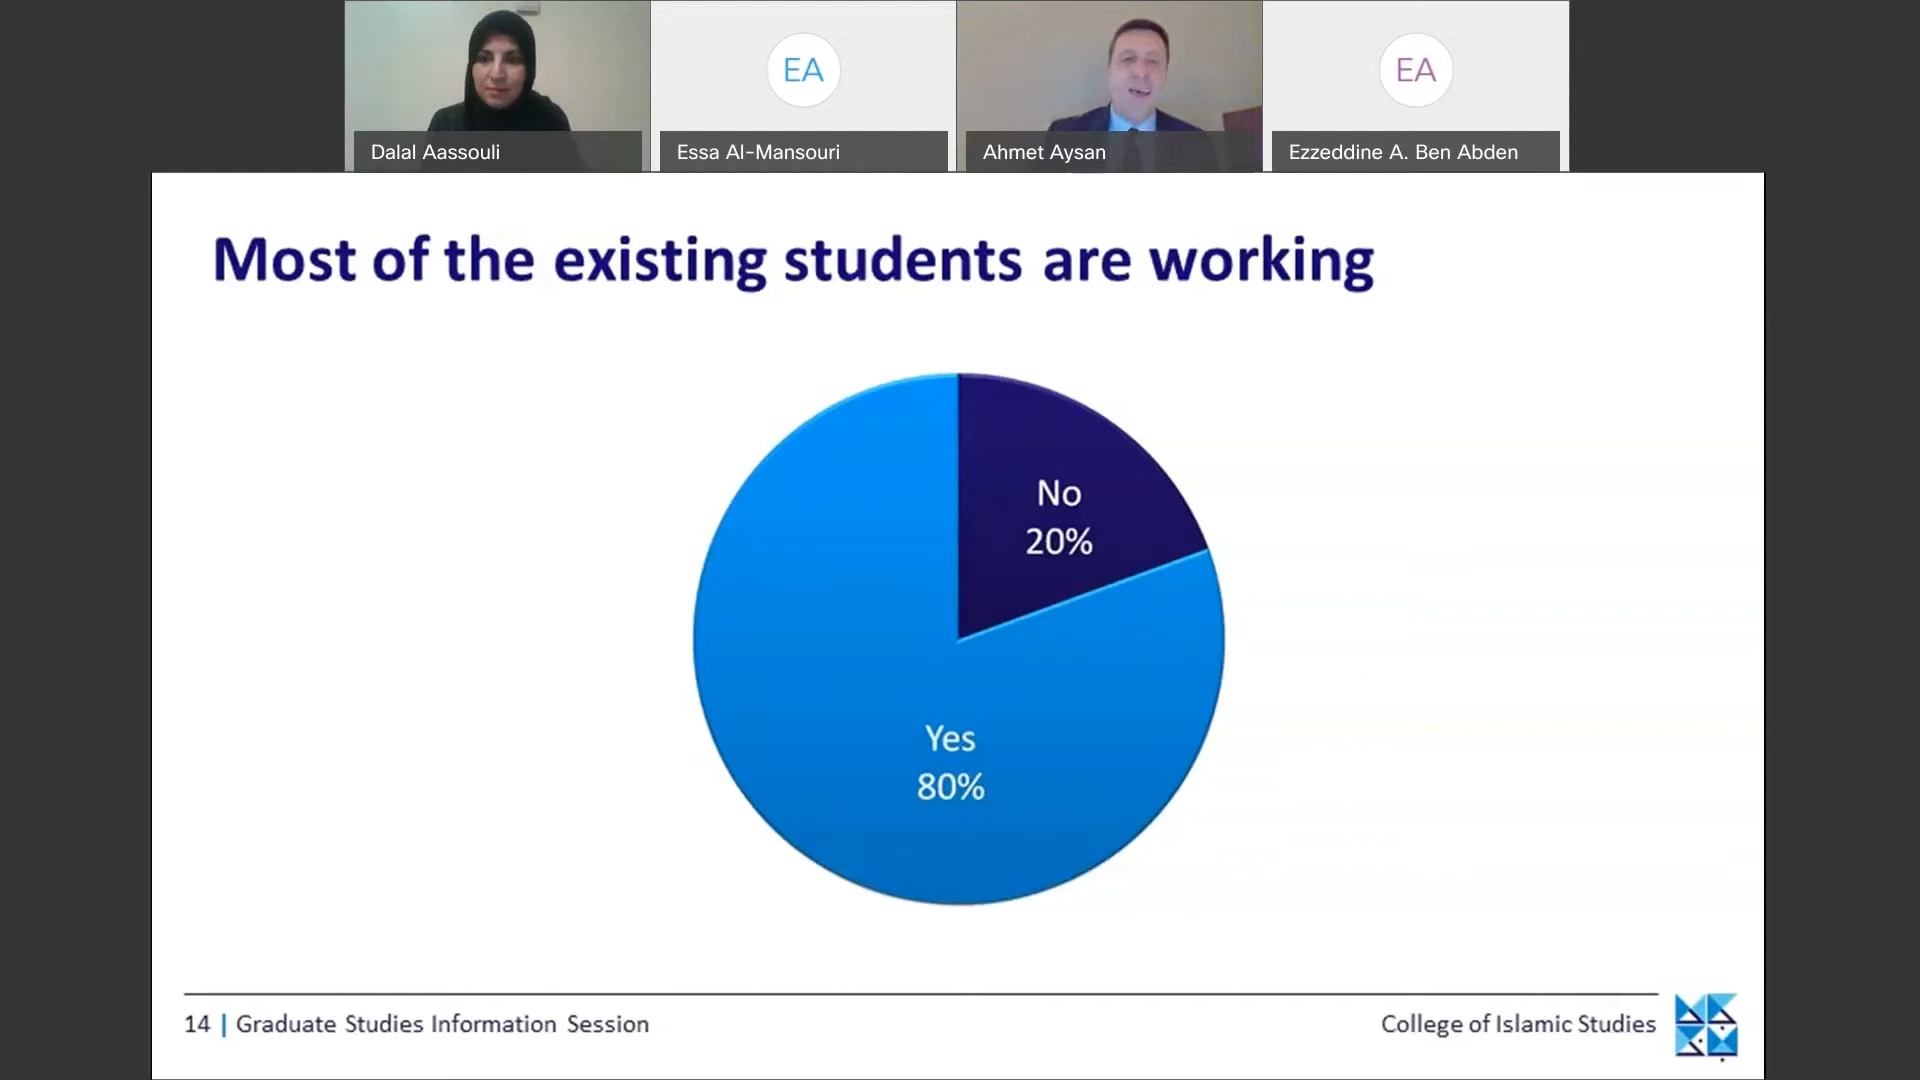 Dalal Aassouli
EA
Essa Al-Mansouri
Ahmet Aysan
EA
Ezzeddine A. Ben Abden
Most of the existing students are working
No
20%
Yes
80%
14 | Graduate Studies Information Session
College of Islamic Studies